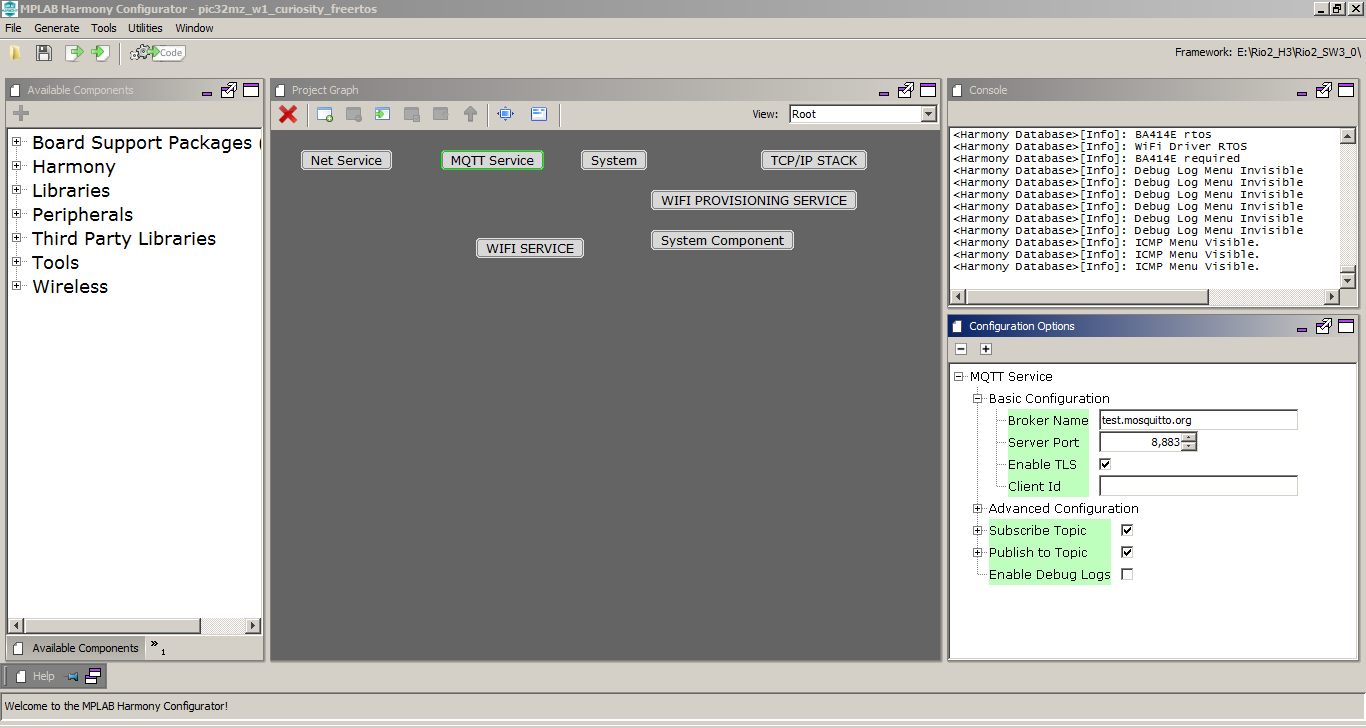 MPLAB Harmony Configurator - pic32mz_w1_curiosity_freertos
File Generate Tools Utilities Window
Code
Framework: E:\Rio2_H3\Rio2_SW3_0\
Available Components
Board Support Packages (
Harmony
Libraries
Peripherals
Third Party Libraries
Tools
Wireless
Available Components
» 1
Project Graph
View: Root
Net Service
MQTT Service
System
TCP/IP STACK
WIFI PROVISIONING SERVICE
System Component
WIFI SERVICE
Console
<Harmony Database>[Info]: BA414E rtos
<Harmony Database>[Info]: WiFi Driver RTOS
<Harmony Database>[Info]: BA414E required
<Harmony Database>[Info]: Debug Log Menu Invisible
<Harmony Database>[Info]: Debug Log Menu Invisible
<Harmony Database>[Info]: Debug Log Menu Invisible
<Harmony Database>[Info]: Debug Log Menu Invisible
<Harmony Database>[Info]: Debug Log Menu Invisible
<Harmony Database>[Info]: Debug Log Menu Invisible
<Harmony Database>[Info]: ICMP Menu Visible.
<Harmony Database>[Info]: ICMP Menu Visible.
<Harmony Database>[Info]: ICMP Menu Visible.
Configuration Options
MQTT Service
Basic Configuration
Broker Name test.mosquitto.org
Server Port 8,883
Enable TLS
Client Id
Advanced Configuration
Subscribe Topic
Publish to Topic
Enable Debug Logs
Help
Welcome to the MPLAB Harmony Configurator!